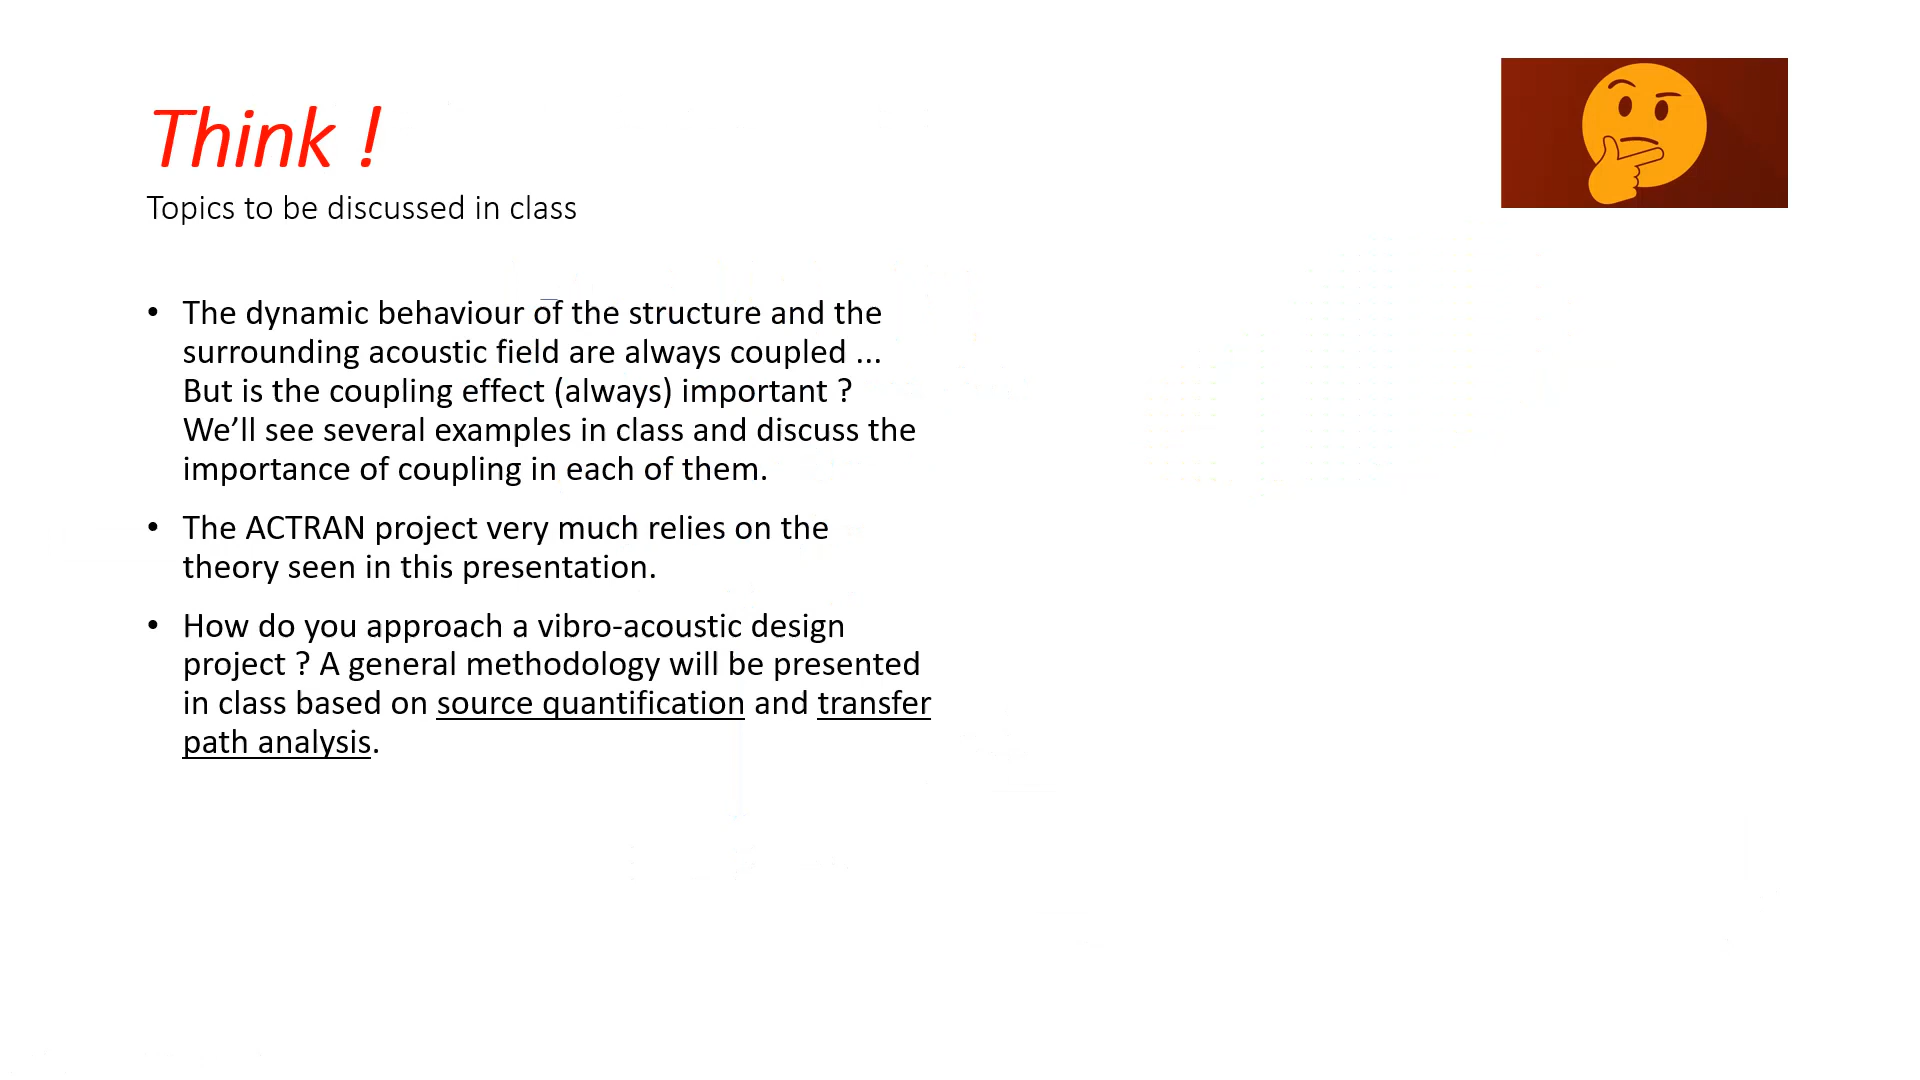 Think !
Topics to be discussed in class
• The dynamic behaviour of the structure and the
surrounding acoustic field are always coupled ...
But is the coupling effect (always) important ?
We’ll see several examples in class and discuss the
importance of coupling in each of them.
• The ACTRAN project very much relies on the
theory seen in this presentation.
• How do you approach a vibro-acoustic design
project ? A general methodology will be presented
in class based on source quantification and transfer
path analysis.